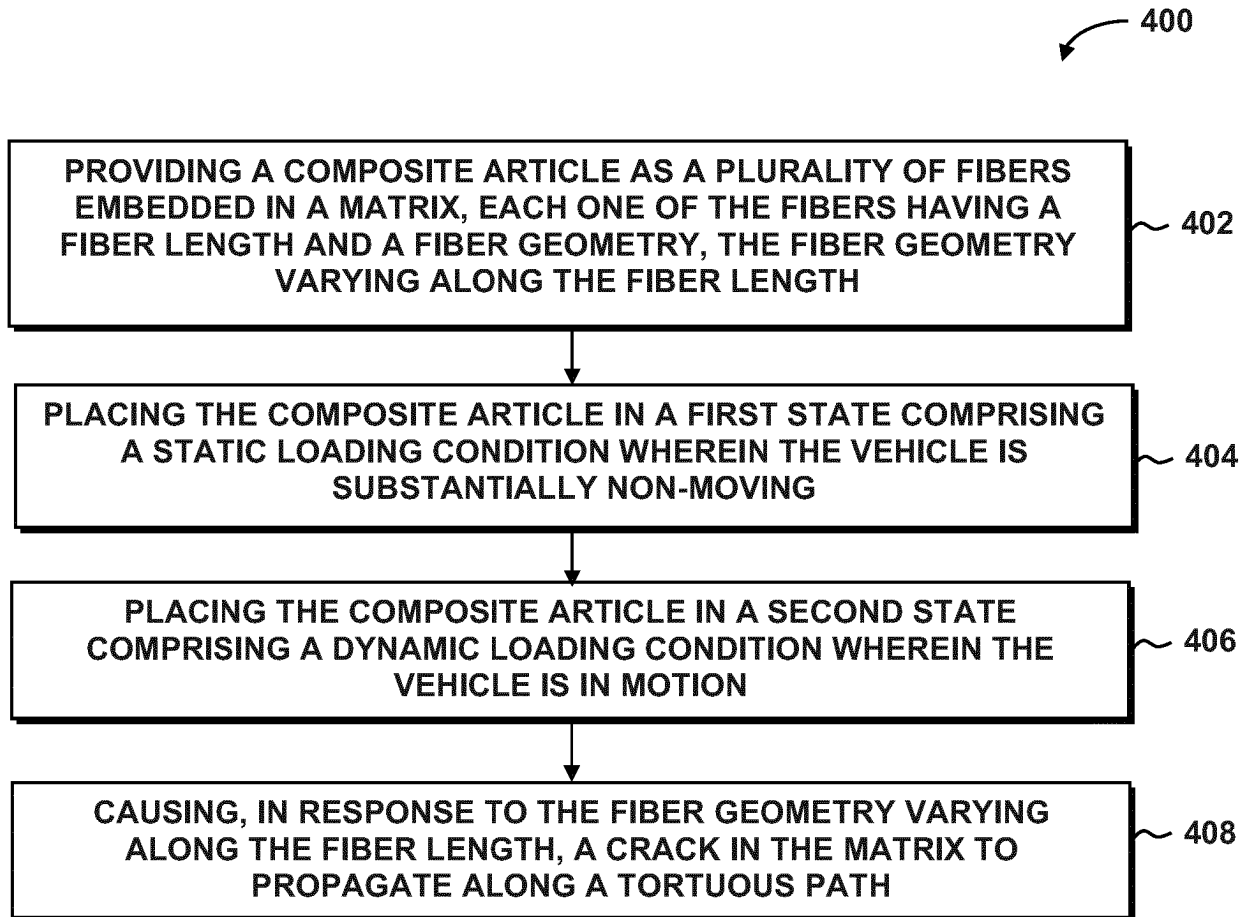 400
PROVIDING A COMPOSITE ARTICLE AS A PLURALITY OF FIBERS
EMBEDDED IN A MATRIX, EACH ONE OF THE FIBERS HAVING A
FIBER LENGTH AND A FIBER GEOMETRY, THE FIBER GEOMETRY
VARYING ALONG THE FIBER LENGTH
402
PLACING THE COMPOSITE ARTICLE IN A FIRST STATE COMPRISING
A STATIC LOADING CONDITION WHEREIN THE VEHICLE IS
SUBSTANTIALLY NON-MOVING
404
PLACING THE COMPOSITE ARTICLE IN A SECOND STATE
COMPRISING A DYNAMIC LOADING CONDITION WHEREIN THE
VEHICLE IS IN MOTION
406
CAUSING, IN RESPONSE TO THE FIBER GEOMETRY VARYING
ALONG THE FIBER LENGTH, A CRACK IN THE MATRIX TO
PROPAGATE ALONG A TORTUOUS PATH
408